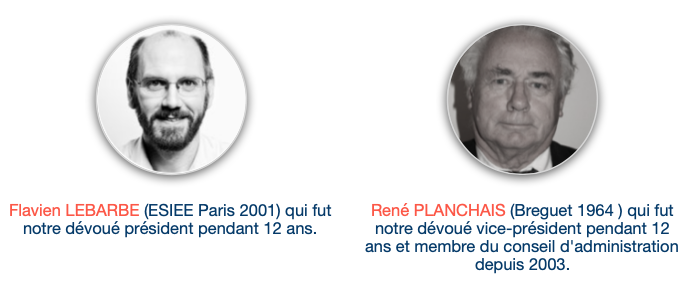 Flavien LEBARBE (ESIEE Paris 2001) qui fut
notre dévoué président pendant 12 ans.
René PLANCHAIS (Breguet 1964 ) qui fut
notre dévoué vice-président pendant 12
ans et membre du conseil d'administration
depuis 2003.